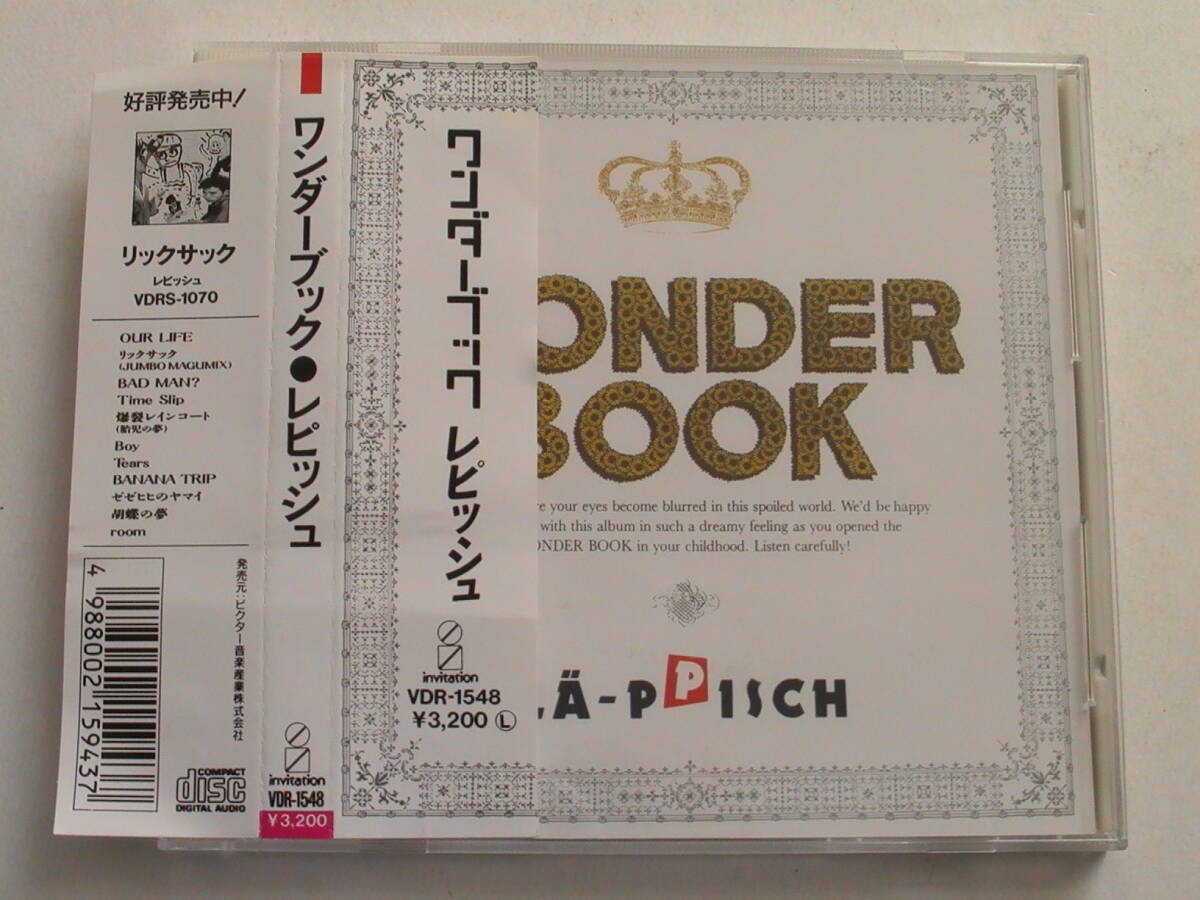 好評発売中!
リックサック
レピッシュ
VDRS-1070
OUR LIFE
リックサック
(JUMBO MAGUMIX)
BAD MAN?
Time Slip
爆裂レインコート
(胎児の夢)
Boy
Tears
BANANA TRIP
ゼゼヒヒのヤマイ
胡蝶の夢
room
4 988002 159437
発売元:ビクター音楽産業株式会社
COMPACT
disc
DIGITAL AUDIO
ワンダーブック●レピッシュ
invitation
VDR-1548
¥3,200
ワンダーブック レピッシュ
invitation
VDR-1548
¥3,200 Ⓛ
ONDER
BOOK
re your eyes become blurred in this spoiled world. We'd be happy
with this album in such a dreamy feeling as you opened the
ONDER BOOK in your childhood. Listen carefully!
LÄ-PPISCH